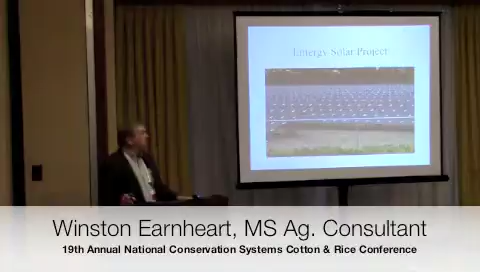 Entergy Solar Project
Winston Earnheart, MS Ag. Consultant
19th Annual National Conservation Systems Cotton & Rice Conference